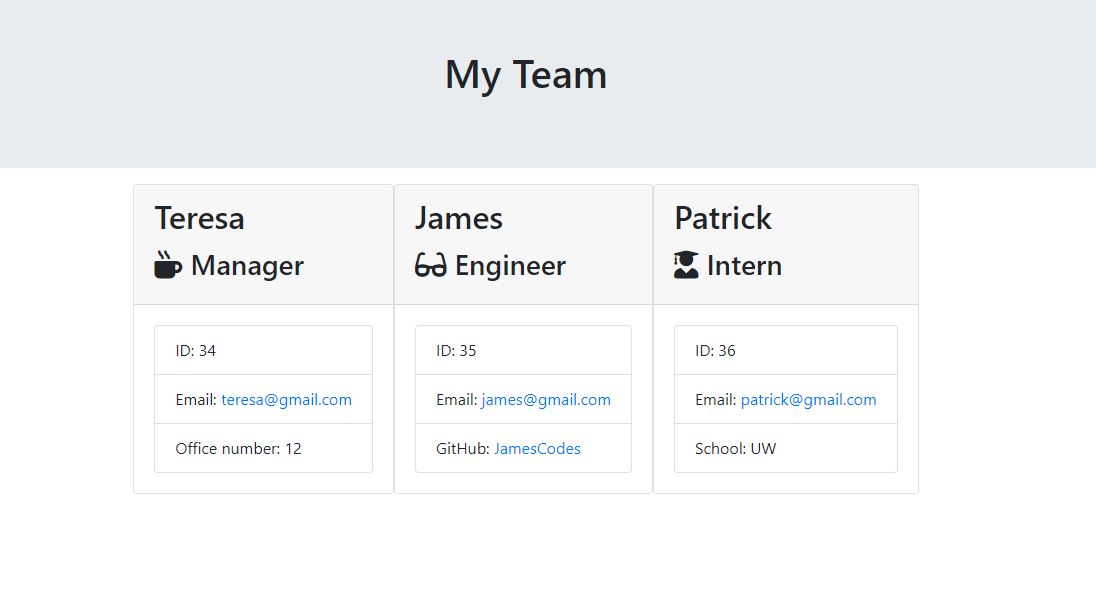 My Team
Teresa
Manager
ID: 34
Email: teresa@gmail.com
Office number: 12
James
Engineer
ID: 35
Email: james@gmail.com
GitHub: JamesCodes
Patrick
Intern
ID: 36
Email: patrick@gmail.com
School: UW